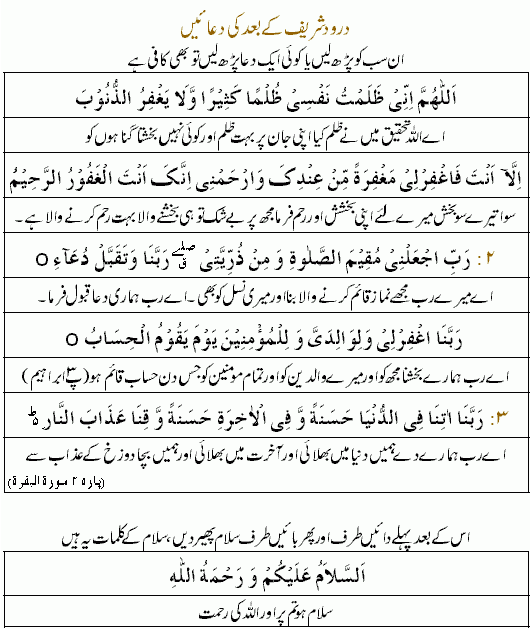 درود شریف کے بعد کی دعائیں
ان سب کو پڑھ لیں یا کوئی ایک دعا پڑھ لیں تو بھی کافی ہے
اَللّٰهُمَّ اِنِّیْ ظَلَمْتُ نَفْسِیْ ظُلْمًا کَثِیْرًا وَّلَا یَغْفِرُ الذُّنُوْبَ
اے اللہ تحقیق میں نے ظلم کیا اپنی جان پر بہت ظلم اور کوئی نہیں بخشتا گناہوں کو
اِلَّآ اَنْتَ فَاغْفِرْلِیْ مَغْفِرَةً مِّنْ عِنْدِکَ وَارْحَمْنِیْ اِنَّکَ اَنْتَ الْغَفُوْرُ الرَّحِیْمُ
سوا تیرے سو بخش میرے لئے اپنی بخشش اور رحم فرما مجھ پر بے شک تو ہی بخشنے والا بہت رحم کرنے والا ہے ۔
۲: رَبِّ اجْعَلْنِیْ مُقِیْمَ الصَّلٰوةِ وَ مِنْ ذُرِّیَّتِیْ رَبَّنَا وَتَقَبَّلْ دُعَآءِ ٥
اے میرے رب مجھے نماز قائم کرنے والا بنا اور میری نسل کو بھی ۔ اے رب ہماری دعا قبول فرما ۔
رَبَّنَا اغْفِرْلِیْ وَلِوَالِدَیَّ وَ لِلْمُؤْمِنِیْنَ یَوْمَ یَقُوْمُ الْحِسَابُ ٥
اے رب ہمارے بخشنا مجھ کو اور میرے والدین کو اور تمام مومنین کو جس دن حساب قائم ہو (ابراہیم)
۳: رَبَّنَا اٰتِنَا فِی الدُّنْیَا حَسَنَةً وَّ فِی الْاٰخِرَةِ حَسَنَةً وَّ قِنَا عَذَابَ النَّارِ ٥ ط
اے رب ہمارے دے ہمیں دنیا میں بھلائی اور آخرت میں بھلائی اور ہمیں بچا دوزخ کے عذاب سے
(پارہ ۲ سورة البقرة)
اس کے بعد پہلے دائیں طرف اور پھر بائیں طرف سلام پھیر دیں، سلام کے کلمات یہ ہیں
اَلسَّلَامُ عَلَیْکُمْ وَ رَحْمَةُ اللّٰهِ
سلام ہو تم پر اور اللہ کی رحمت